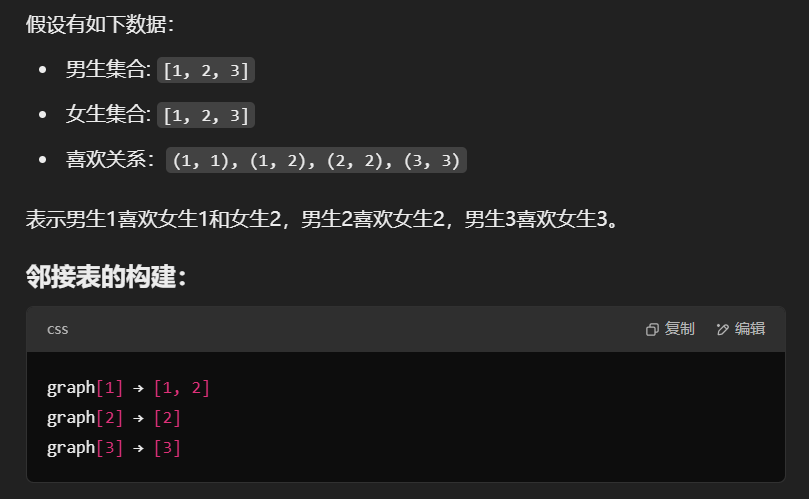 假设有如下数据：
• 男生集合: [1, 2, 3]
• 女生集合: [1, 2, 3]
• 喜欢关系：(1, 1), (1, 2), (2, 2), (3, 3)
表示男生1喜欢女生1和女生2，男生2喜欢女生2，男生3喜欢女生3。
邻接表的构建：
css 复制 编辑
graph[1] → [1, 2]
graph[2] → [2]
graph[3] → [3]